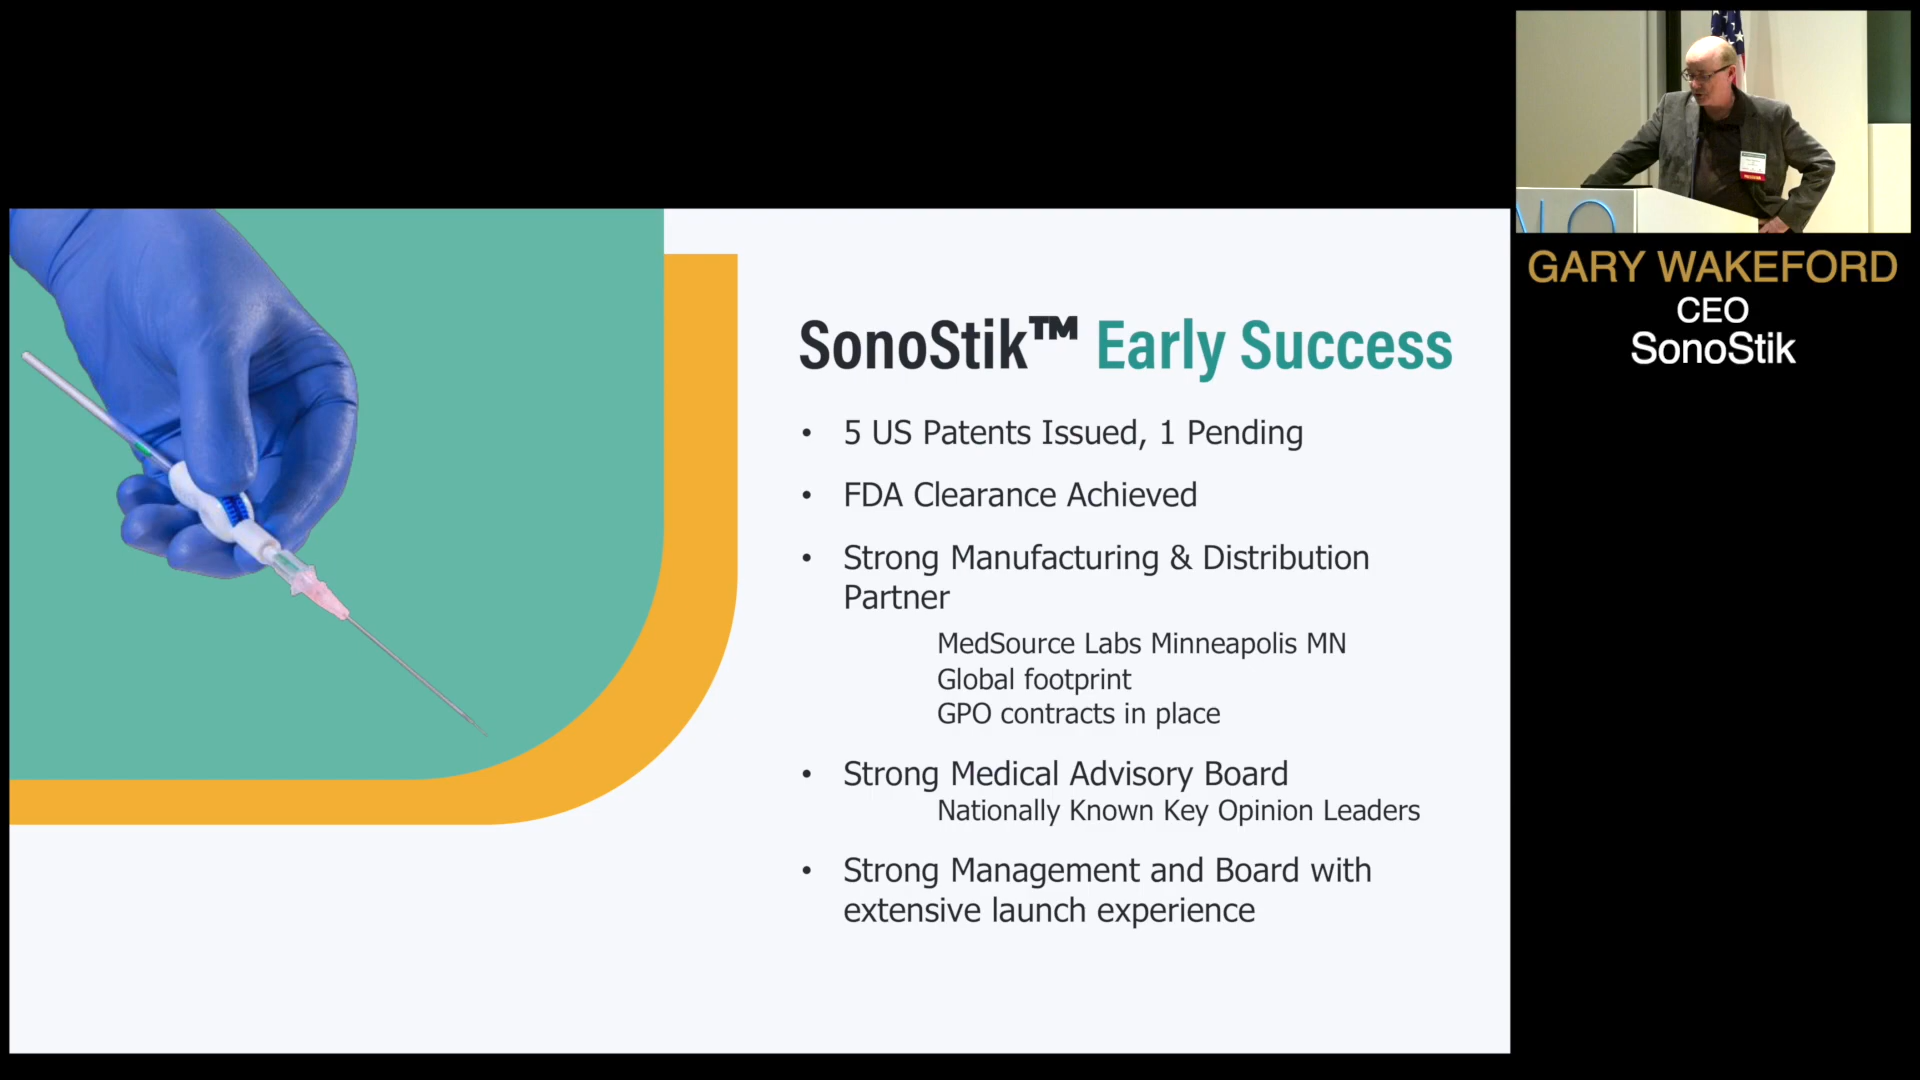 SonoStik™ Early Success
• 5 US Patents Issued, 1 Pending
• FDA Clearance Achieved
• Strong Manufacturing & Distribution
Partner
MedSource Labs Minneapolis MN
Global footprint
GPO contracts in place
• Strong Medical Advisory Board
Nationally Known Key Opinion Leaders
• Strong Management and Board with
extensive launch experience
GARY WAKEFORD
CEO
SonoStik